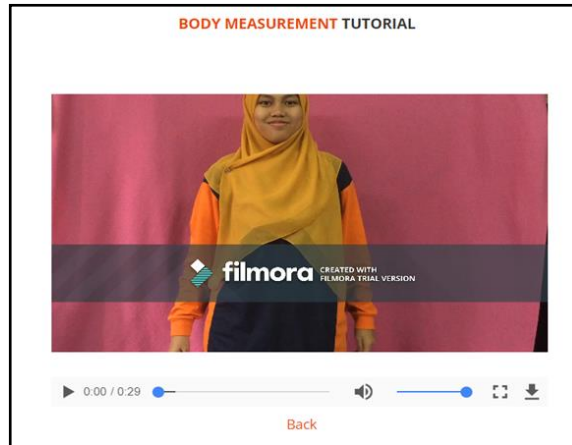 BODY MEASUREMENT TUTORIAL
filmora
CREATED WITH
FILMORA TRIAL VERSION
0:00 / 0:29
Back